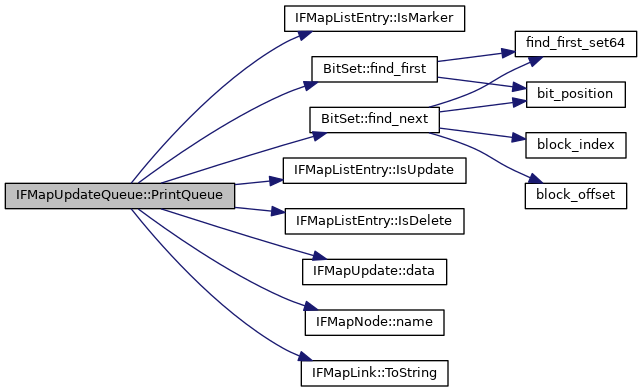 IFMapListEntry::IsMarker
find_first_set64
BitSet::find_first
bit_position
BitSet::find_next
block_index
IFMapListEntry::IsUpdate
IFMapUpdateQueue::PrintQueue
block_offset
IFMapListEntry::IsDelete
IFMapUpdate::data
IFMapNode::name
IFMapLink::ToString